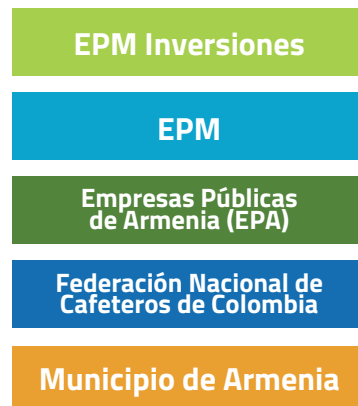 EPM Inversiones
EPM
Empresas Públicas
de Armenia (EPA)
Federación Nacional de
Cafeteros de Colombia
Municipio de Armenia